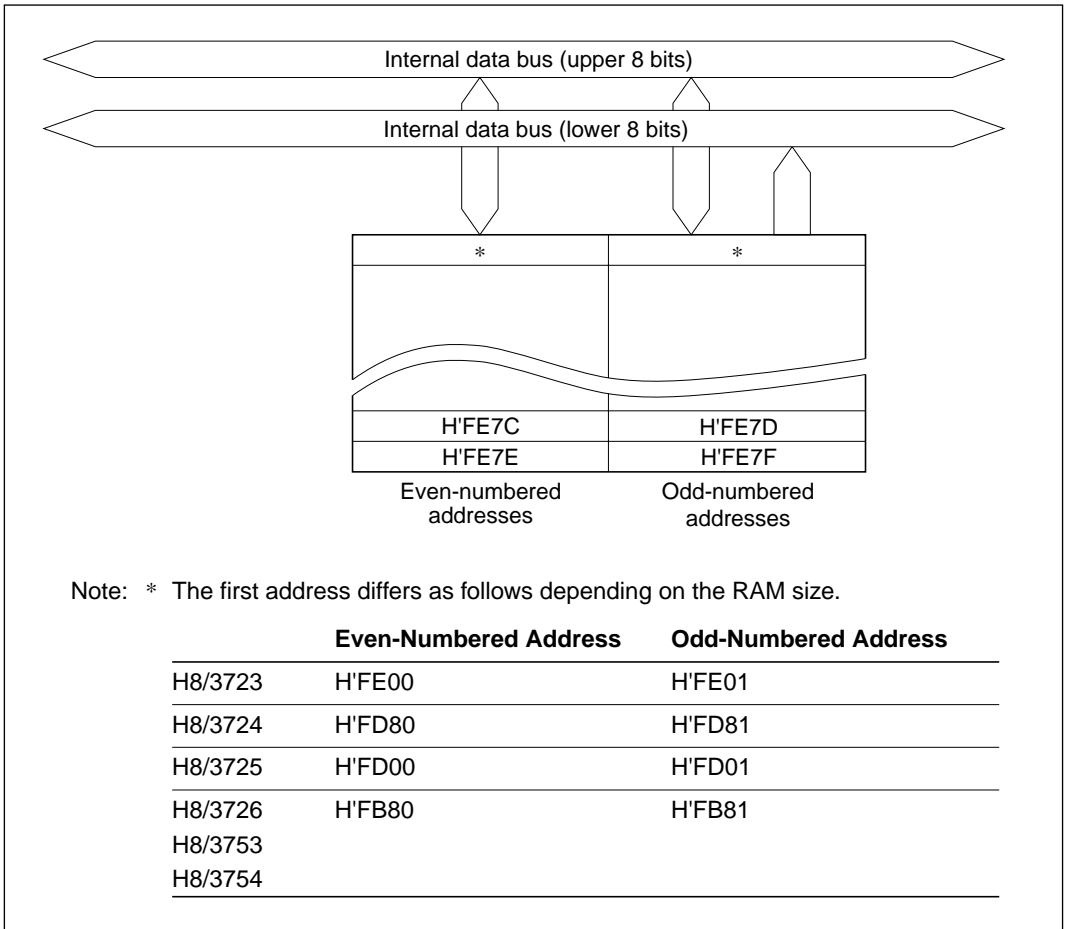 Internal data bus (upper 8 bits)
Internal data bus (lower 8 bits)
* *
H'FE7C H'FE7D
H'FE7E H'FE7F
Even-numbered addresses Odd-numbered addresses
Note: * The first address differs as follows depending on the RAM size.
Even-Numbered Address Odd-Numbered Address
H8/3723 H'FE00 H'FE01
H8/3724 H'FD80 H'FD81
H8/3725 H'FD00 H'FD01
H8/3726 H'FB80 H'FB81
H8/3753
H8/3754